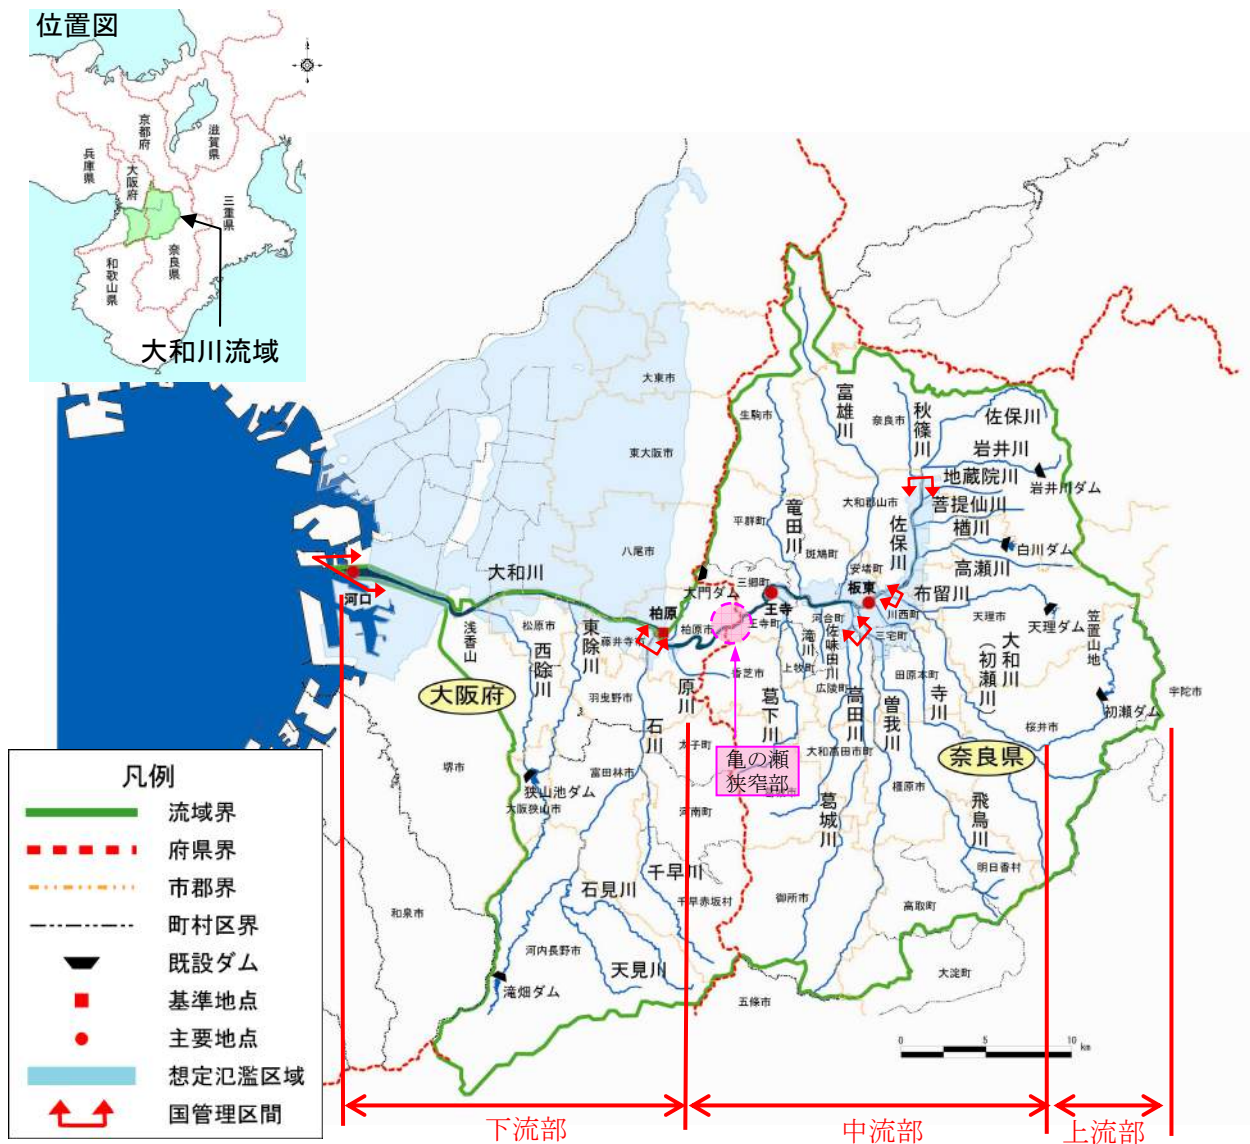 位置図
京都府
滋賀県
兵庫県
大阪府
三重県
奈良県
和歌山県
大和川流域
大東市
生駒市
富雄川
奈良市
秋篠川
佐保川
岩井川
東大阪市
地蔵院川
岩井川ダム
菩提仙川
大和郡山市
竜田川
平群町
佐保川
楢川
八尾市
斑鳩町
白川ダム
高瀬川
安堵町
大和川
三郷町
大門ダム
板東
布留川
河口
王寺
川西町
天理市
天理ダム
笠置山地
柏原
柏原市
王寺町
河合町
三宅町
大和川
(初瀬川)
浅香山
松原市
東除川
藤井寺市
滝川
佐味田川
西除川
上牧町
香芝市
田原本町
大阪府
羽曳野市
原川
葛下川
広陵町
高田川
曽我川
寺川
宇陀市
初瀬ダム
石川
桜井市
太子町
亀の瀬
狭窄部
大和高田市町
奈良県
堺市
富田林市
狭山池ダム
大阪狭山市
河南町
葛城川
橿原市
飛鳥川
千早川
石見川
明日香村
千早赤坂村
御所市
高取町
和泉市
河内長野市
天見川
大淀町
滝畑ダム
五條市
凡例
流域界
府県界
市郡界
町村区界
既設ダム
基準地点
主要地点
想定氾濫区域
国管理区間
0 5 10 km
下流部
中流部
上流部